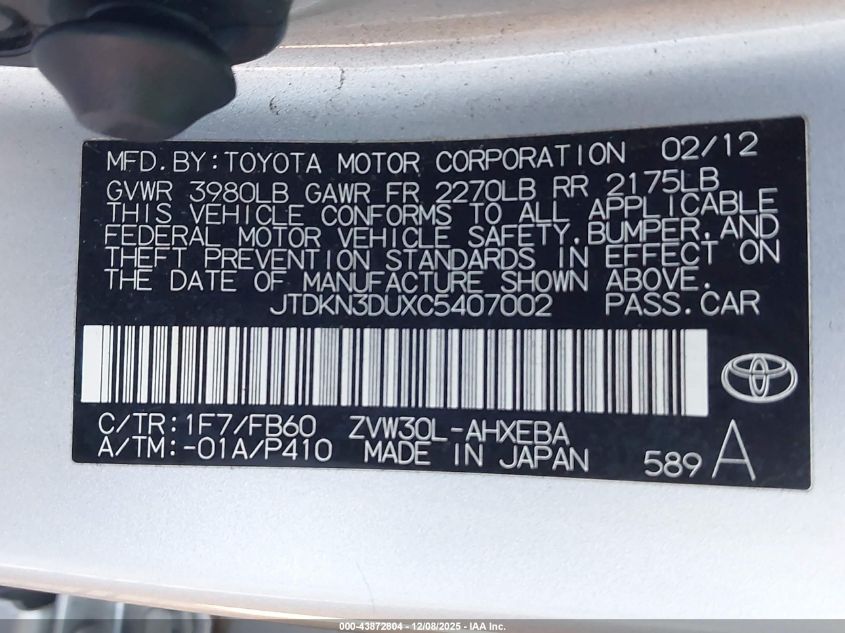 MFD. BY: TOYOTA MOTOR CORPORATION 02/12
GVWR 3980LB GAWR FR 2270LB RR 2175LB
THIS VEHICLE CONFORMS TO ALL APPLICABLE
FEDERAL MOTOR VEHICLE SAFETY, BUMPER, AND
THEFT PREVENTION STANDARDS IN EFFECT ON
THE DATE OF MANUFACTURE SHOWN ABOVE.
JTDKN3DUXC5407002 PASS. CAR
C/TR: 1F7/FB60 ZVW30L-AHXEBA
A/TM: -01A/P410 MADE IN JAPAN 589 A
000-43872804 - 12/08/2025 - IAA Inc.